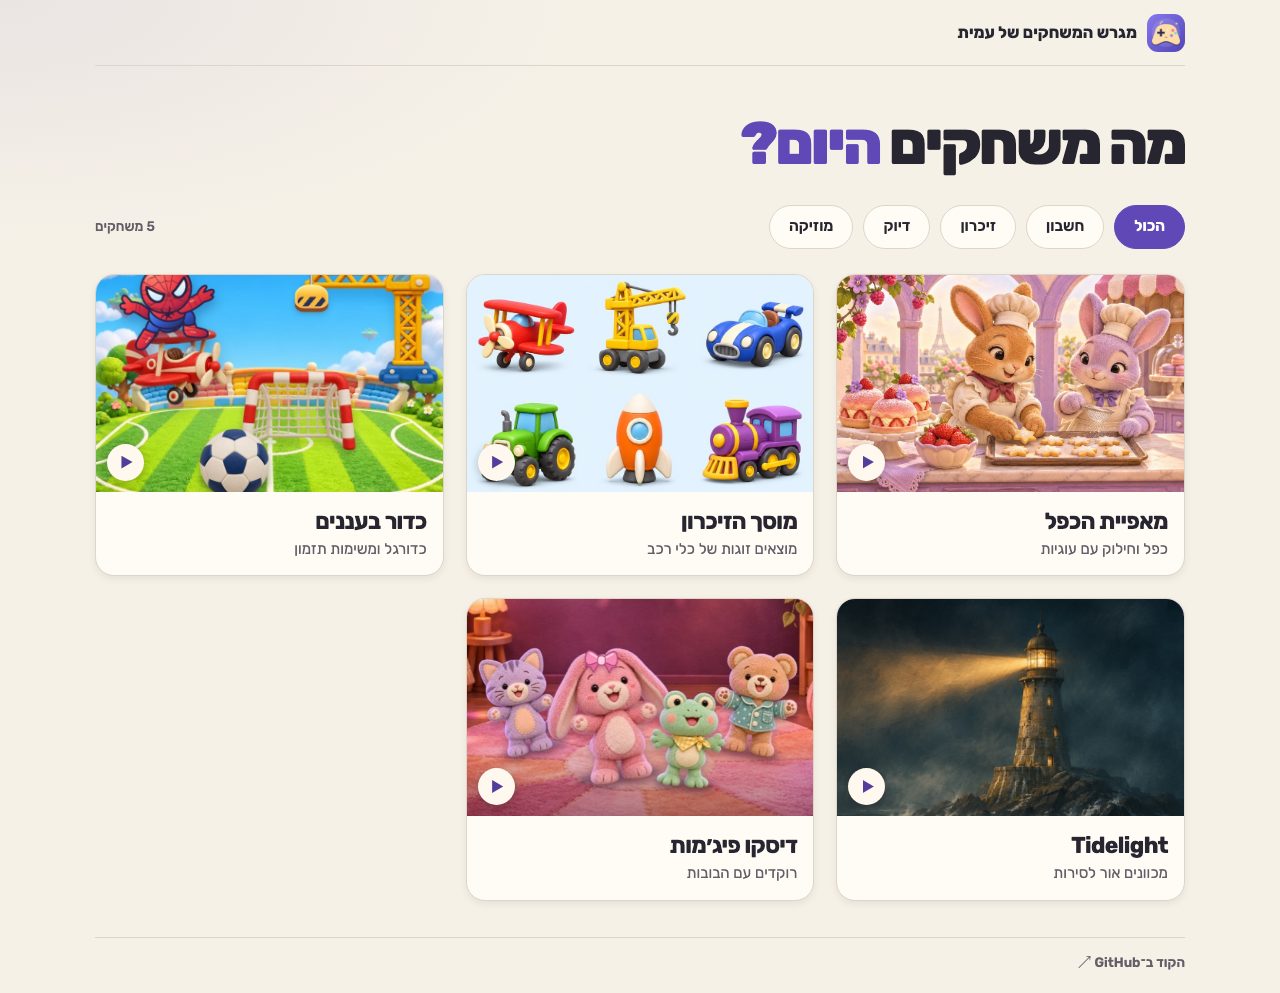 מגרש המשחקים של עמית
מה משחקים היום?
הכול
חשבון
זיכרון
דיוק
מוזיקה
5 משחקים
מאפיית הכפל
כפל וחילוק עם עוגיות
מוסך הזיכרון
מוצאים זוגות של כלי רכב
כדור בעננים
כדורגל ומשימות תזמון
Tidelight
מכוונים אור לסירות
דיסקו פיג׳מות
רוקדים עם הבובות
הקוד ב־GitHub ↗